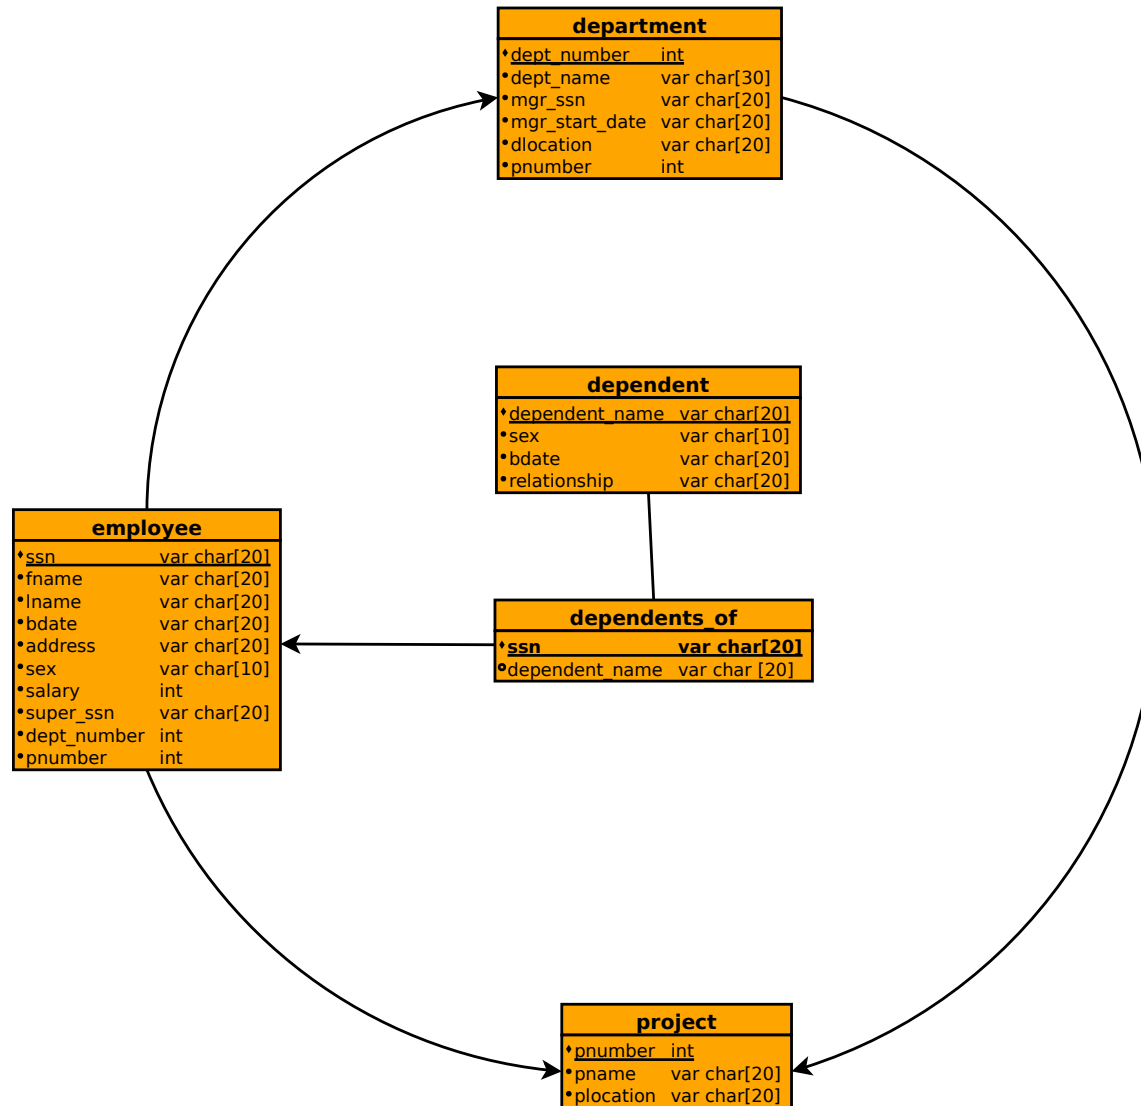 department
dept_number int
dept_name var char[30]
mgr_ssn var char[20]
mgr_start_date var char[20]
dlocation var char[20]
pnumber int
dependent
dependent_name var char[20]
sex var char[10]
bdate var char[20]
relationship var char[20]
employee
ssn var char[20]
fname var char[20]
lname var char[20]
bdate var char[20]
address var char[20]
sex var char[10]
salary int
super_ssn var char[20]
dept_number int
pnumber int
dependents_of
ssn var char[20]
dependent_name var char [20]
project
pnumber int
pname var char[20]
plocation var char[20]